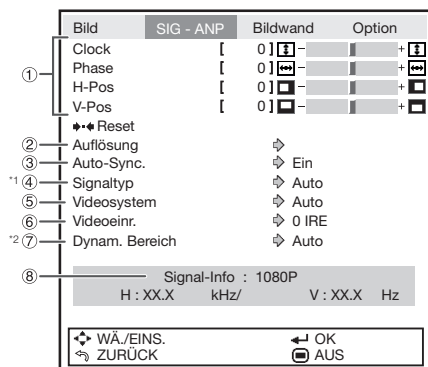 Bild SIG - ANP Bildwand Option
① Clock [ 0 ] - +
Phase [ 0 ] - +
H-Pos [ 0 ] - +
V-Pos [ 0 ] - +
Reset
② Auflösung
③ Auto-Sync. Ein
*1 ④ Signaltyp Auto
⑤ Videosystem Auto
⑥ Videoeinr. 0 IRE
*2 ⑦ Dynam. Bereich Auto
⑧ Signal-Info : 1080P
H : XX.X kHz/ V : XX.X Hz
WÄ./EINS. OK
ZURÜCK AUS